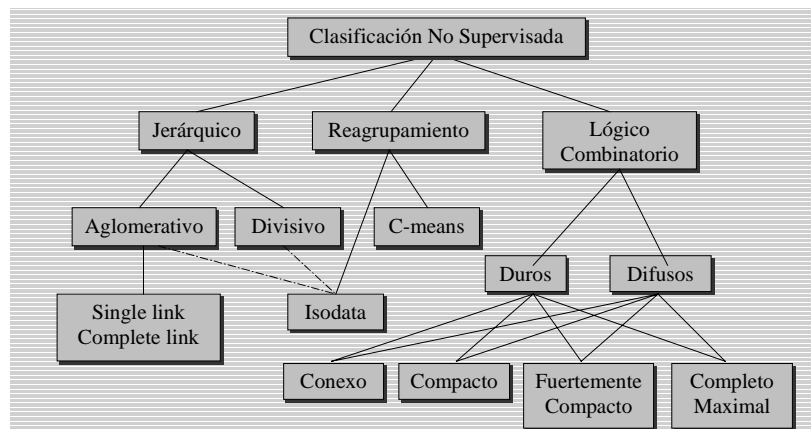 Clasificación No Supervisada
Jerárquico
Reagrupamiento
Lógico
Combinatorio
Aglomerativo
Divisivo
C-means
Duros
Difusos
Single link
Complete link
Isodata
Conexo
Compacto
Fuertemente
Compacto
Completo
Maximal